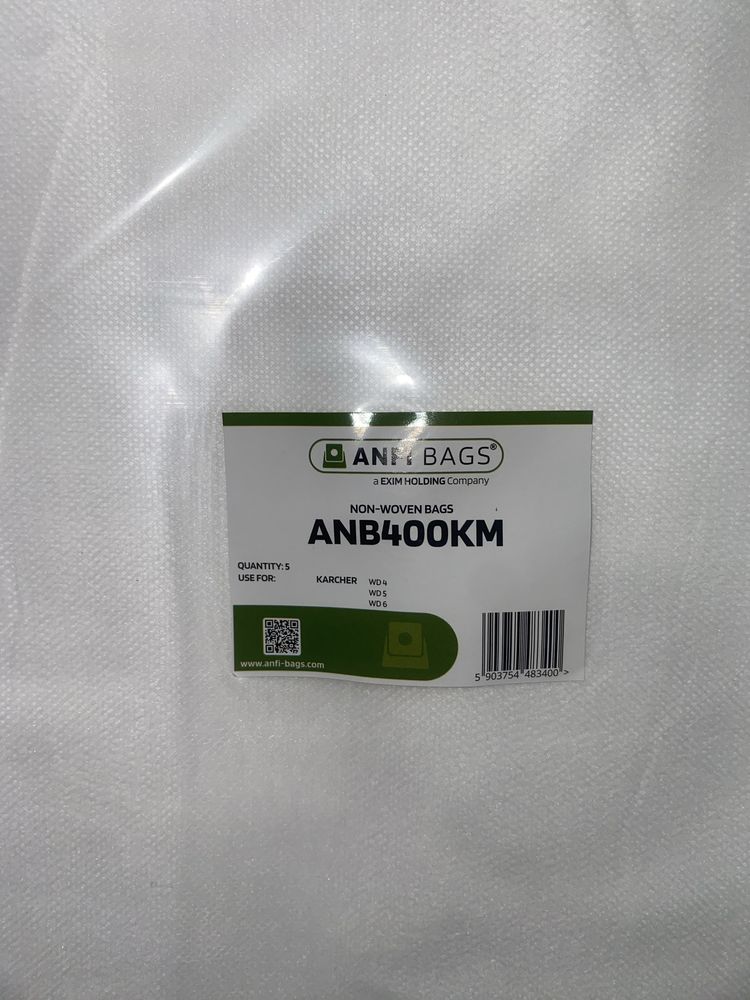 ANFI BAGS®
a EXIM HOLDING Company
NON-WOVEN BAGS
ANB400KM
QUANTITY: 5
USE FOR: KARCHER WD 4
WD 5
WD 6
www.anfi-bags.com
5 903754 483400 >